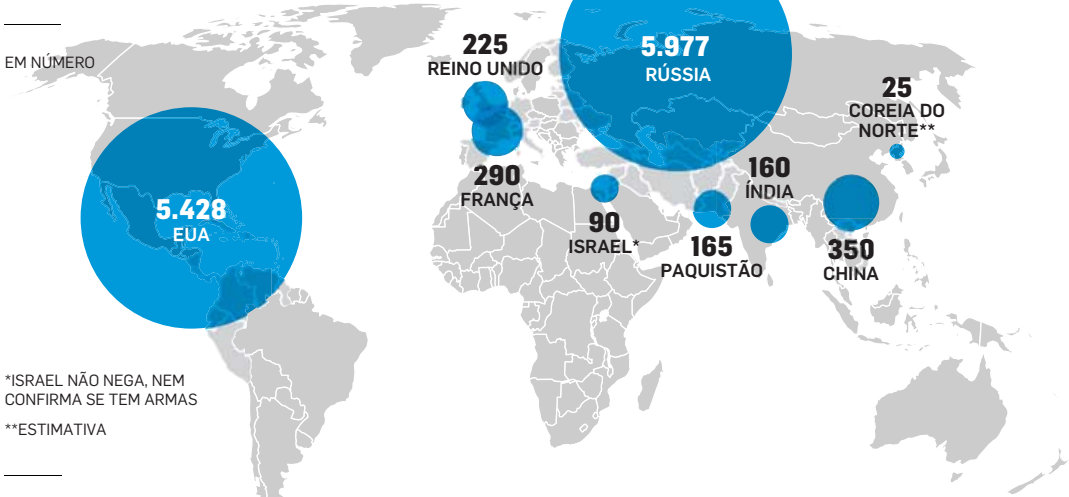 EM NÚMERO
225
REINO UNIDO
5.977
RÚSSIA
25
COREIA DO
NORTE**
5.428
EUA
290
FRANÇA
90
ISRAEL*
165
PAQUISTÃO
160
ÍNDIA
350
CHINA
*ISRAEL NÃO NEGA, NEM
CONFIRMA SE TEM ARMAS
**ESTIMATIVA